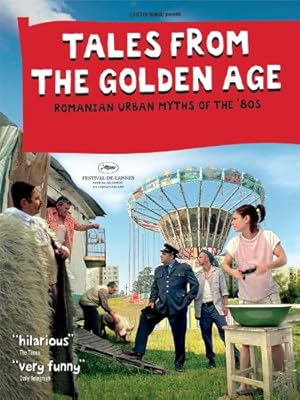 TALES FROM
THE GOLDEN AGE
ROMANIAN URBAN MYTHS OF THE '80S
FESTIVAL DE CANNES
"hilarious"
The Times
"very funny"
Daily Telegraph